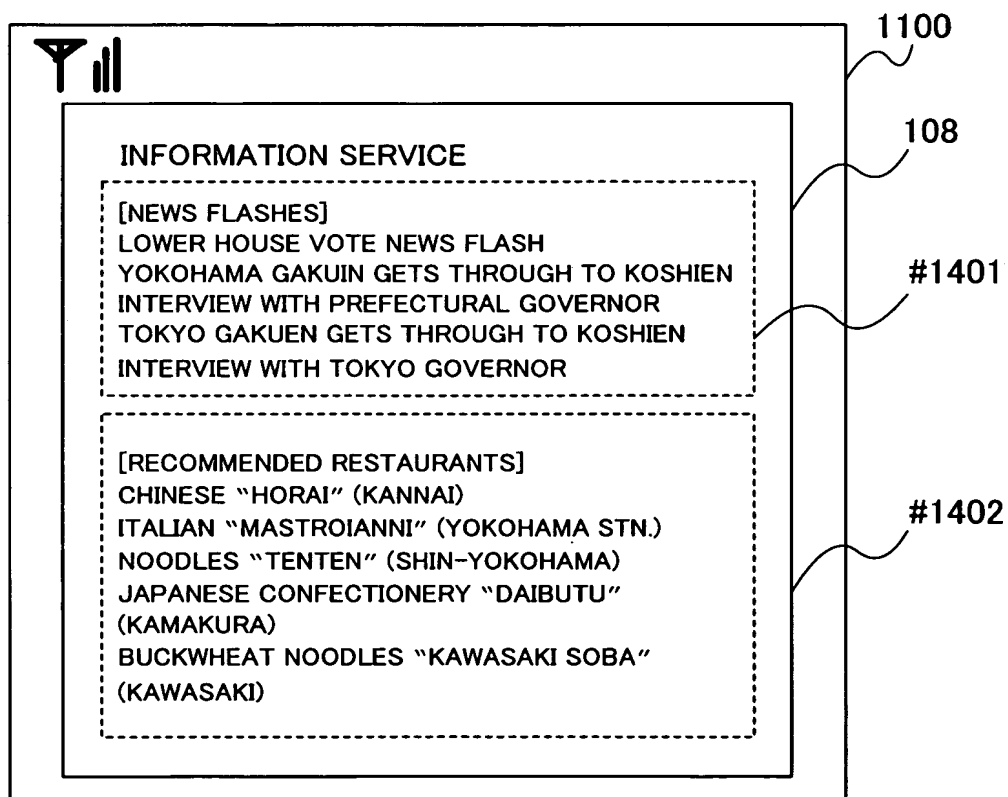 1100
108
INFORMATION SERVICE
[NEWS FLASHES]
LOWER HOUSE VOTE NEWS FLASH
YOKOHAMA GAKUIN GETS THROUGH TO KOSHIEN
INTERVIEW WITH PREFECTURAL GOVERNOR
TOKYO GAKUEN GETS THROUGH TO KOSHIEN
INTERVIEW WITH TOKYO GOVERNOR
#1401
[RECOMMENDED RESTAURANTS]
CHINESE “HORAI” (KANNAI)
ITALIAN “MASTROIANNI” (YOKOHAMA STN.)
NOODLES “TENTEN” (SHIN-YOKOHAMA)
JAPANESE CONFECTIONERY “DAIBUTU”
(KAMAKURA)
BUCKWHEAT NOODLES “KAWASAKI SOBA”
(KAWASAKI)
#1402